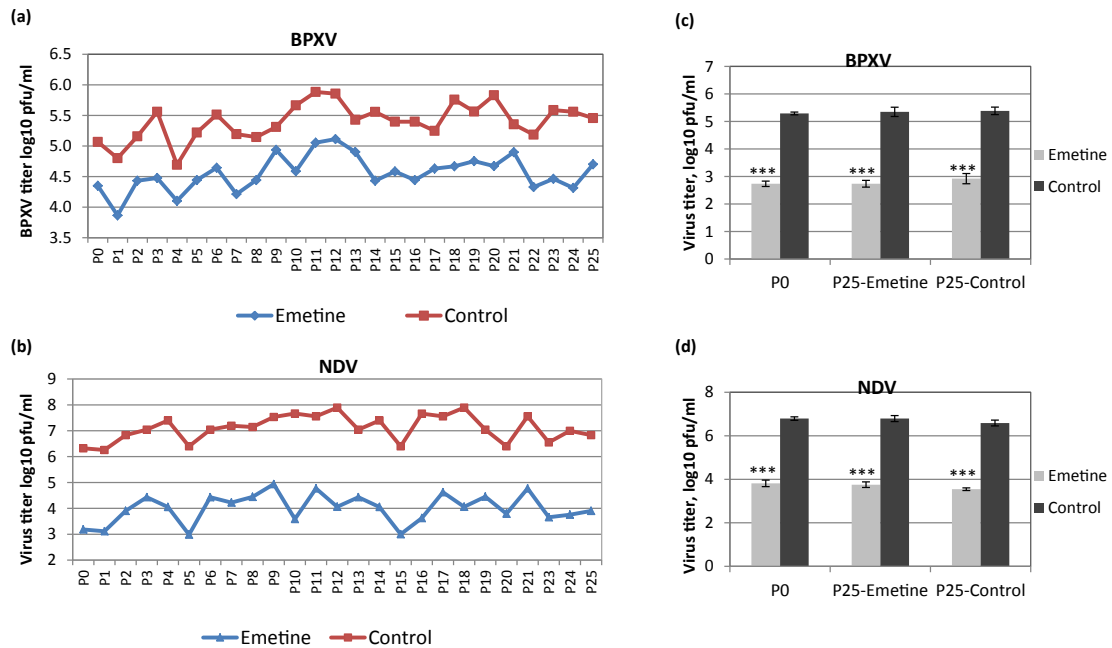 (a)
BPXV
BPXV titer log10 pfu/ml
6.5
6.0
5.5
5.0
4.5
4.0
3.5
P0 P1 P2 P3 P4 P5 P6 P7 P8 P9 P10 P11 P12 P13 P14 P15 P16 P17 P18 P19 P20 P21 P22 P23 P24 P25
Emetine Control
(b)
NDV
Virus titer log10 pfu/ml
9
8
7
6
5
4
3
2
P0 P1 P2 P3 P4 P5 P6 P7 P8 P9 P10 P11 P12 P13 P14 P15 P16 P17 P18 P19 P20 P21 P23 P24 P25
Emetine Control
(c)
BPXV
Virus titer, log10 pfu/ml
7
6
5
4
3
2
1
0
*** *** ***
P0 P25-Emetine P25-Control
Emetine
Control
(d)
NDV
Virus titer, log10 pfu/ml
8
6
4
2
0
*** *** ***
P0 P25-Emetine P25-Control
Emetine
Control